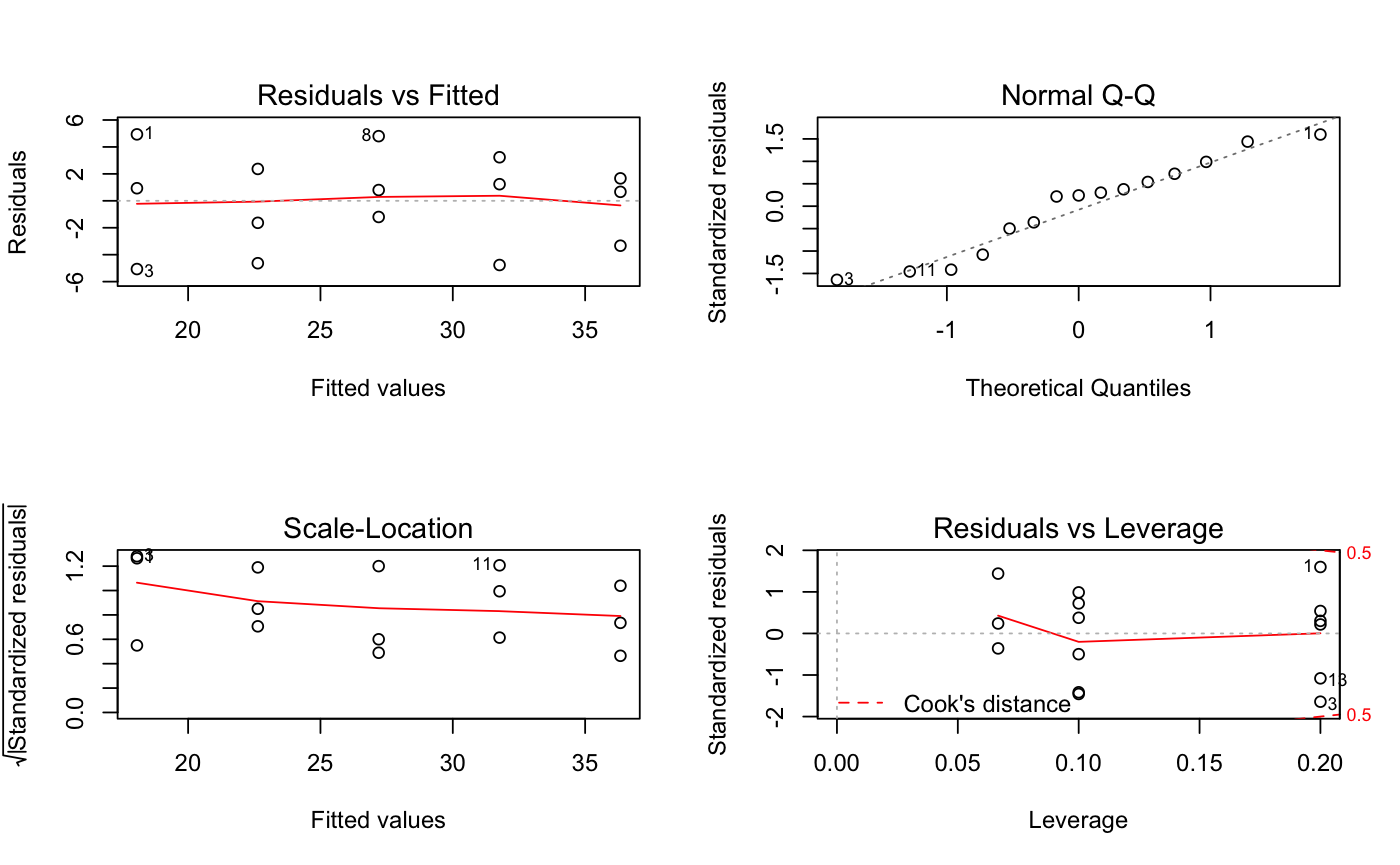 Residuals vs Fitted
Residuals
6
2
-2
-6
1
8
3
20 25 30 35
Fitted values
Normal Q-Q
Standardized residuals
1.5
0.0
-1.5
1
11
3
-1 0 1
Theoretical Quantiles
Scale-Location
√|Standardized residuals|
1.2
0.6
0.0
3
1
11
20 25 30 35
Fitted values
Residuals vs Leverage
Standardized residuals
2
1
0
-1
-2
0.5
1
13
3
0.5
Cook's distance
0.00 0.05 0.10 0.15 0.20
Leverage